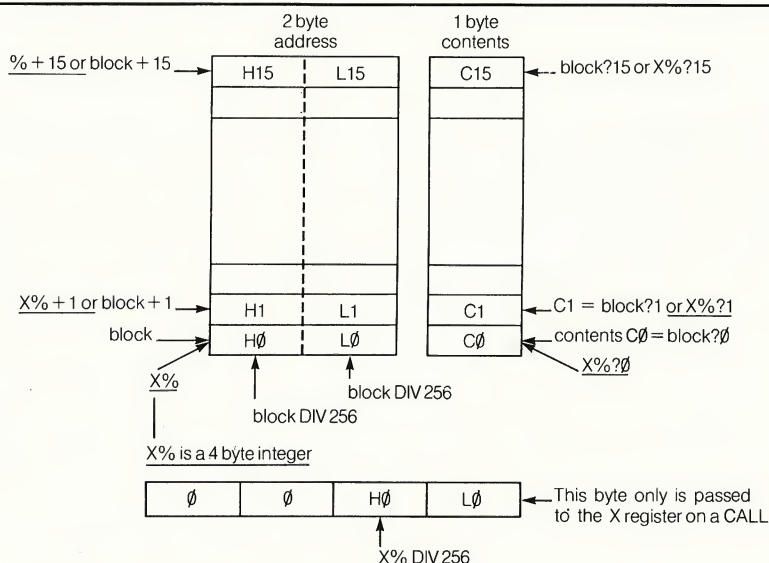 2 byte
address
1 byte
contents
% + 15 or block + 15
H15
L15
C15
block?15 or X%?15
X% + 1 or block + 1
H1
L1
C1
C1 = block?1 or X%?1
block
HØ
LØ
CØ
contents CØ = block?Ø
X%
X%?Ø
block DIV 256
block DIV 256
X% is a 4 byte integer
Ø
Ø
HØ
LØ
This byte only is passed
to the X register on a CALL
X% DIV 256